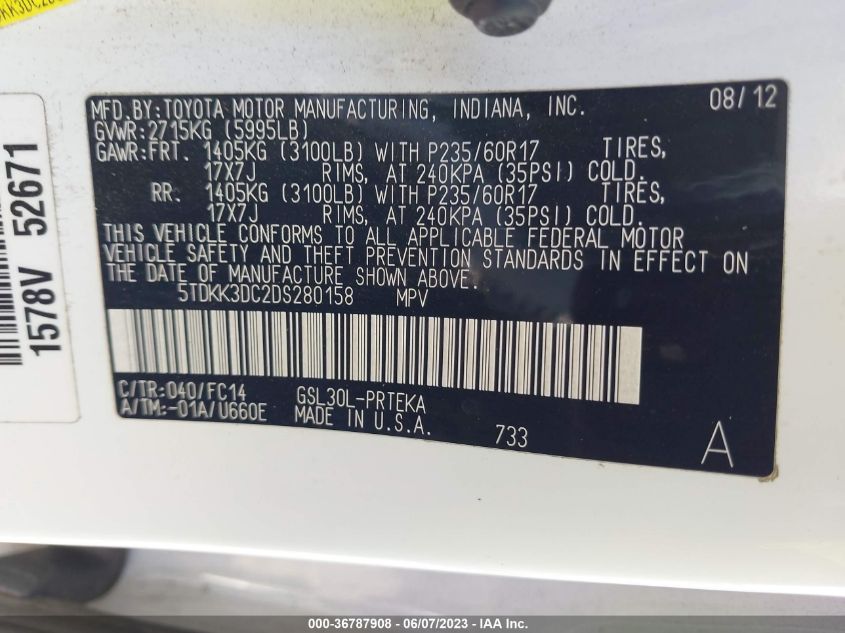 MFD. BY: TOYOTA MOTOR MANUFACTURING, INDIANA, INC. 08/12
GVWR: 2715KG (5995LB)
GAWR: FRT. 1405KG (3100LB) WITH P235/60R17 TIRES,
17X7J RIMS, AT 240KPA (35PSI) COLD.
RR. 1405KG (3100LB) WITH P235/60R17 TIRES,
17X7J RIMS, AT 240KPA (35PSI) COLD.
THIS VEHICLE CONFORMS TO ALL APPLICABLE FEDERAL MOTOR
VEHICLE SAFETY AND THEFT PREVENTION STANDARDS IN EFFECT ON
THE DATE OF MANUFACTURE SHOWN ABOVE.
5TDKK3DC2DS280158 MPV
C/TR: 040/FC14 GSL30L-PRTEKA
A/TM: -01A/U660E MADE IN U.S.A. 733 A
1578V 52671
000-36787908 - 06/07/2023 - IAA Inc.